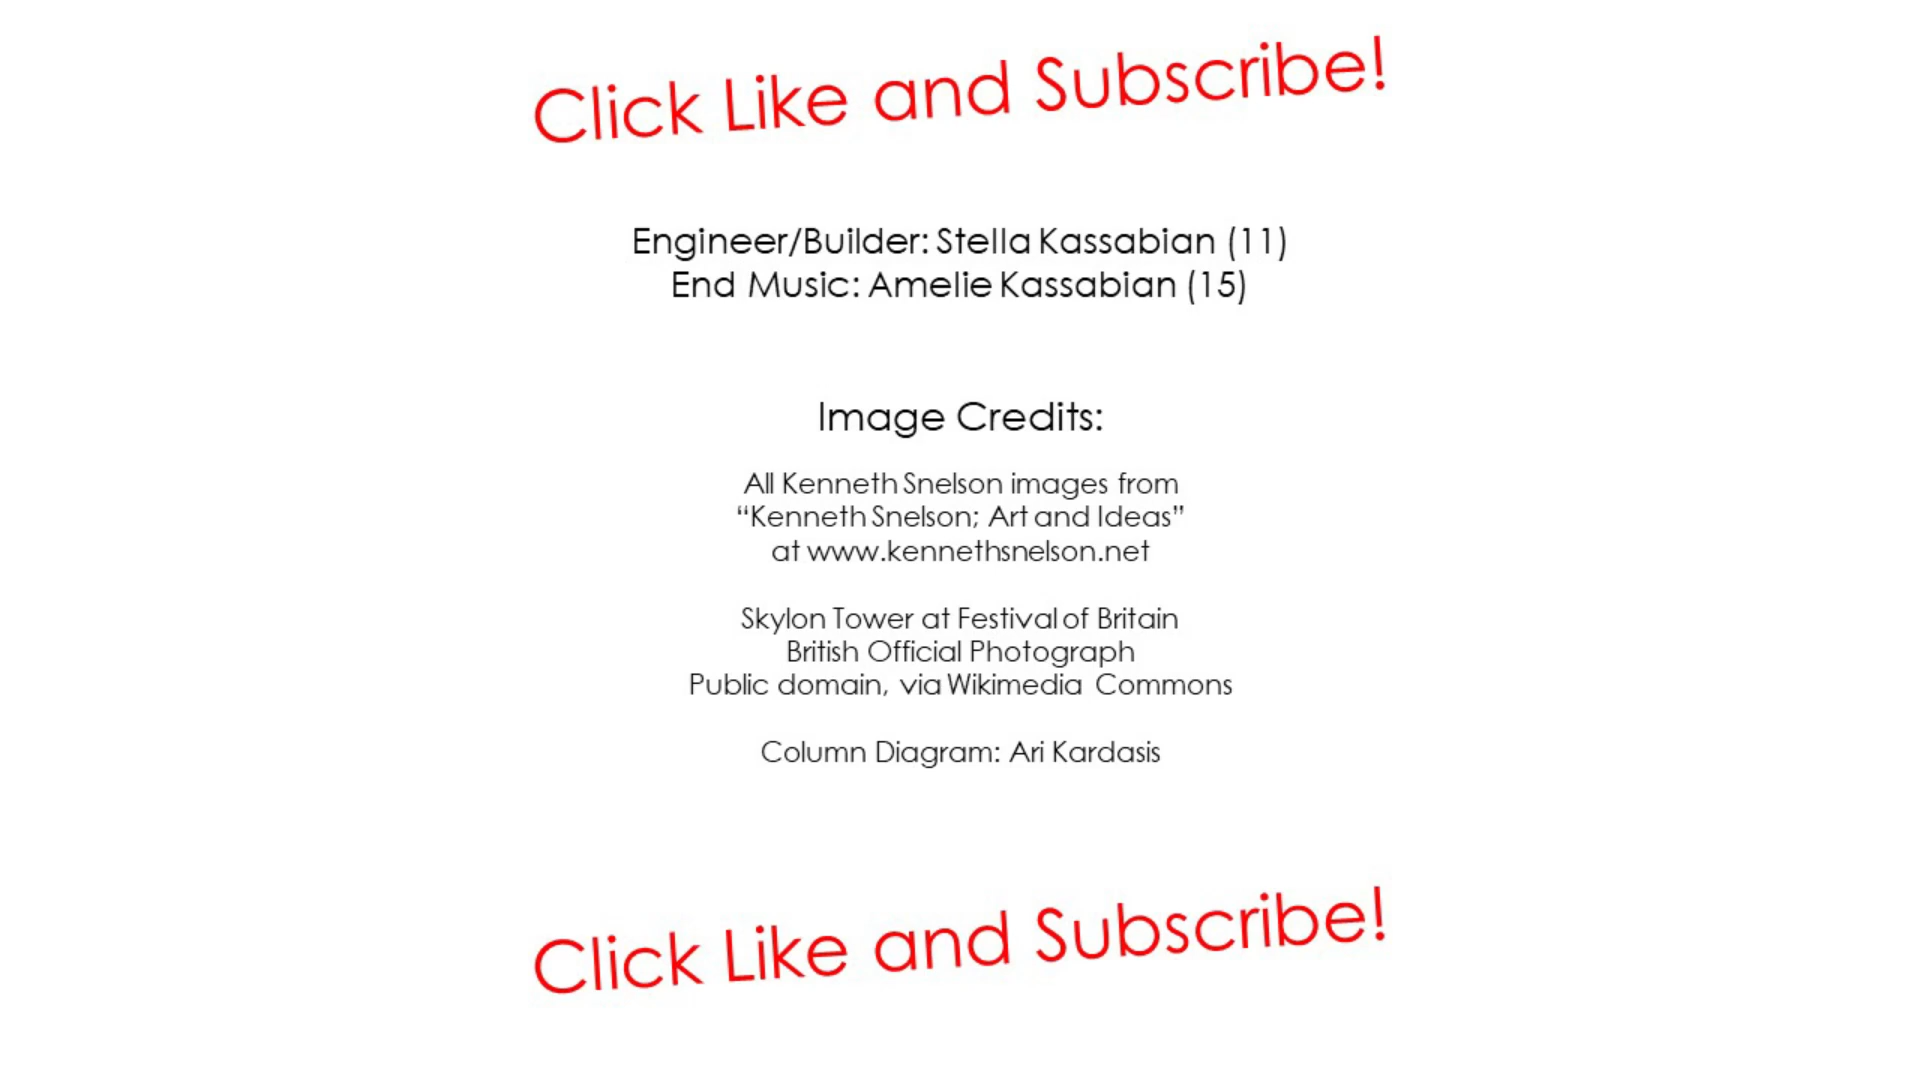 Click Like and Subscribe!
Engineer/Builder: Stella Kassabian (11)
End Music: Amelie Kassabian (15)
Image Credits:
All Kenneth Snelson images from
“Kenneth Snelson; Art and Ideas”
at www.kennethsnelson.net
Skylon Tower at Festival of Britain
British Official Photograph
Public domain, via Wikimedia Commons
Column Diagram: Ari Kardasis
Click Like and Subscribe!